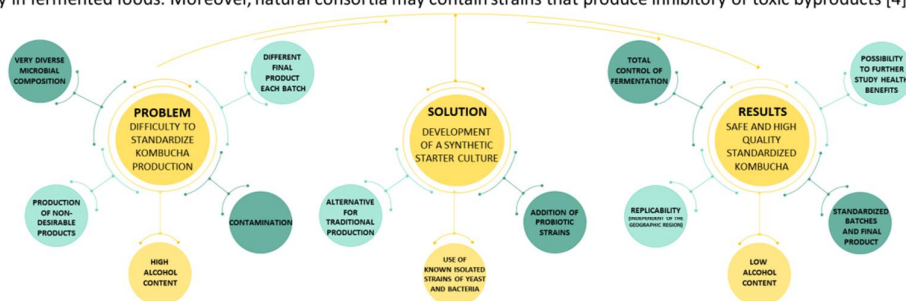 y in fermented foods. Moreover, natural consortia may contain strains that produce inhibitory or toxic byproducts [4]
VERY DIVERSE
MICROBIAL
COMPOSITION
DIFFERENT
FINAL
PRODUCT
EACH BATCH
PROBLEM
DIFFICULTY TO
STANDARDIZE
KOMBUCHA
PRODUCTION
PRODUCTION
OF NON-
DESIRABLE
PRODUCTS
CONTAMINATION
HIGH
ALCOHOL
CONTENT
SOLUTION
DEVELOPMENT
OF A SYNTHETIC
STARTER CULTURE
ALTERNATIVE
FOR
TRADITIONAL
PRODUCTION
ADDITION OF
PROBIOTIC
STRAINS
USE OF
KNOWN ISOLATED
STRAINS OF YEAST
AND BACTERIA
TOTAL
CONTROL OF
FERMENTATION
POSSIBILITY
TO FURTHER
STUDY HEALTH
BENEFITS
RESULTS
SAFE AND HIGH
QUALITY
STANDARDIZED
KOMBUCHA
REPLICABILITY
(INDEPENDENT OF THE
GEOGRAPHIC REGION)
STANDARDIZED
BATCHES
AND FINAL
PRODUCT
LOW
ALCOHOL
CONTENT